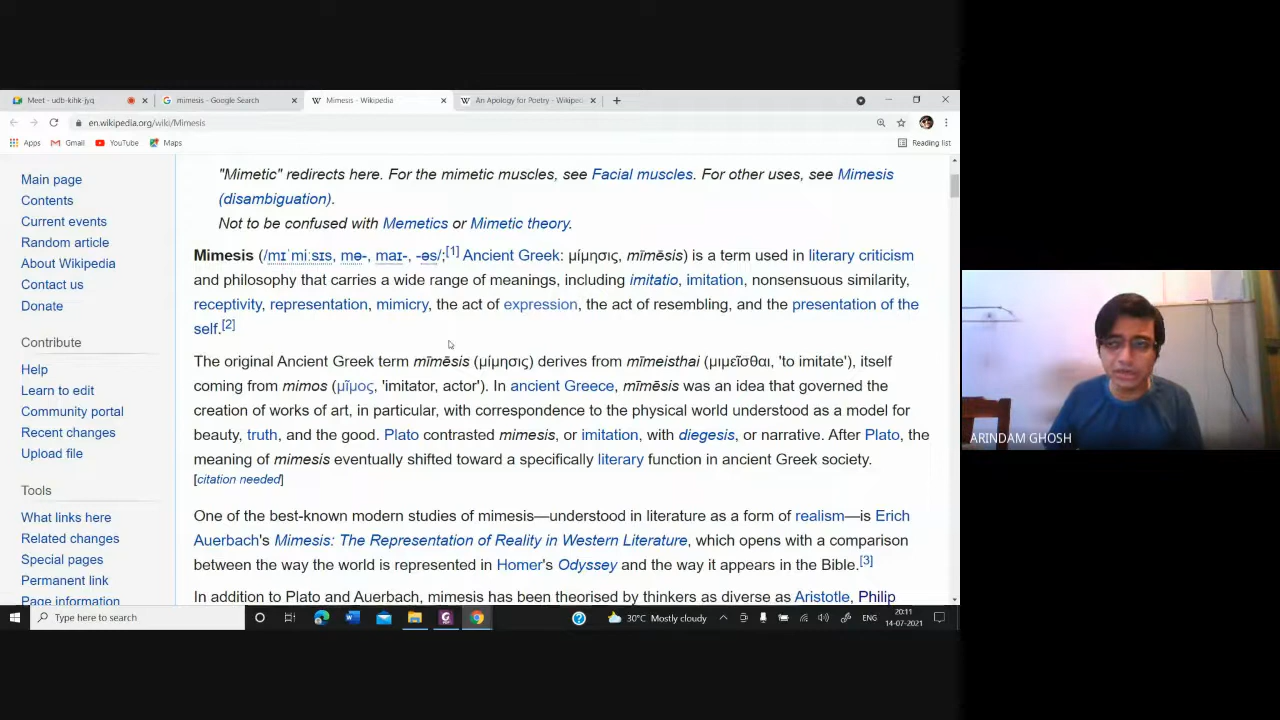 Meet - udb-kihk-jyq
mimesis - Google Search
Mimesis - Wikipedia
An Apology for Poetry - Wikiped
en.wikipedia.org/wiki/Mimesis
Apps Gmail YouTube Maps Reading list
Main page
Contents
Current events
Random article
About Wikipedia
Contact us
Donate
Contribute
Help
Learn to edit
Community portal
Recent changes
Upload file
Tools
What links here
Related changes
Special pages
Permanent link
Page information
"Mimetic" redirects here. For the mimetic muscles, see Facial muscles. For other uses, see Mimesis
(disambiguation).
Not to be confused with Memetics or Mimetic theory.
Mimesis (/mɪˈmiːsɪs, mə-, maɪ-, -əs/;[1] Ancient Greek: μίμησις, mīmēsis) is a term used in literary criticism
and philosophy that carries a wide range of meanings, including imitatio, imitation, nonsensuous similarity,
receptivity, representation, mimicry, the act of expression, the act of resembling, and the presentation of the
self.[2]
The original Ancient Greek term mīmēsis (μίμησις) derives from mīmeisthai (μιμεῖσθαι, 'to imitate'), itself
coming from mimos (μῖμος, 'imitator, actor'). In ancient Greece, mīmēsis was an idea that governed the
creation of works of art, in particular, with correspondence to the physical world understood as a model for
beauty, truth, and the good. Plato contrasted mimesis, or imitation, with diegesis, or narrative. After Plato, the
meaning of mimesis eventually shifted toward a specifically literary function in ancient Greek society.
[citation needed]
One of the best-known modern studies of mimesis—understood in literature as a form of realism—is Erich
Auerbach's Mimesis: The Representation of Reality in Western Literature, which opens with a comparison
between the way the world is represented in Homer's Odyssey and the way it appears in the Bible.[3]
In addition to Plato and Auerbach, mimesis has been theorised by thinkers as diverse as Aristotle, Philip
Type here to search
30°C Mostly cloudy
ENG
20:11
14-07-2021
ARINDAM GHOSH